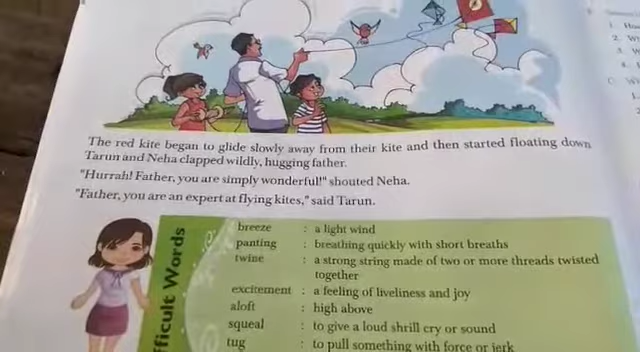 The red kite began to glide slowly away from their kite and then started floating down
Tarun and Neha clapped wildly, hugging father.
"Hurrah! Father, you are simply wonderful!" shouted Neha.
"Father, you are an expert at flying kites," said Tarun.
fficult Words
breeze : a light wind
panting : breathing quickly with short breaths
twine : a strong string made of two or more threads twisted
together
excitement : a feeling of liveliness and joy
aloft : high above
squeal : to give a loud shrill cry or sound
tug : to pull something with force or jerk
1.
2.
3.
4.
C.